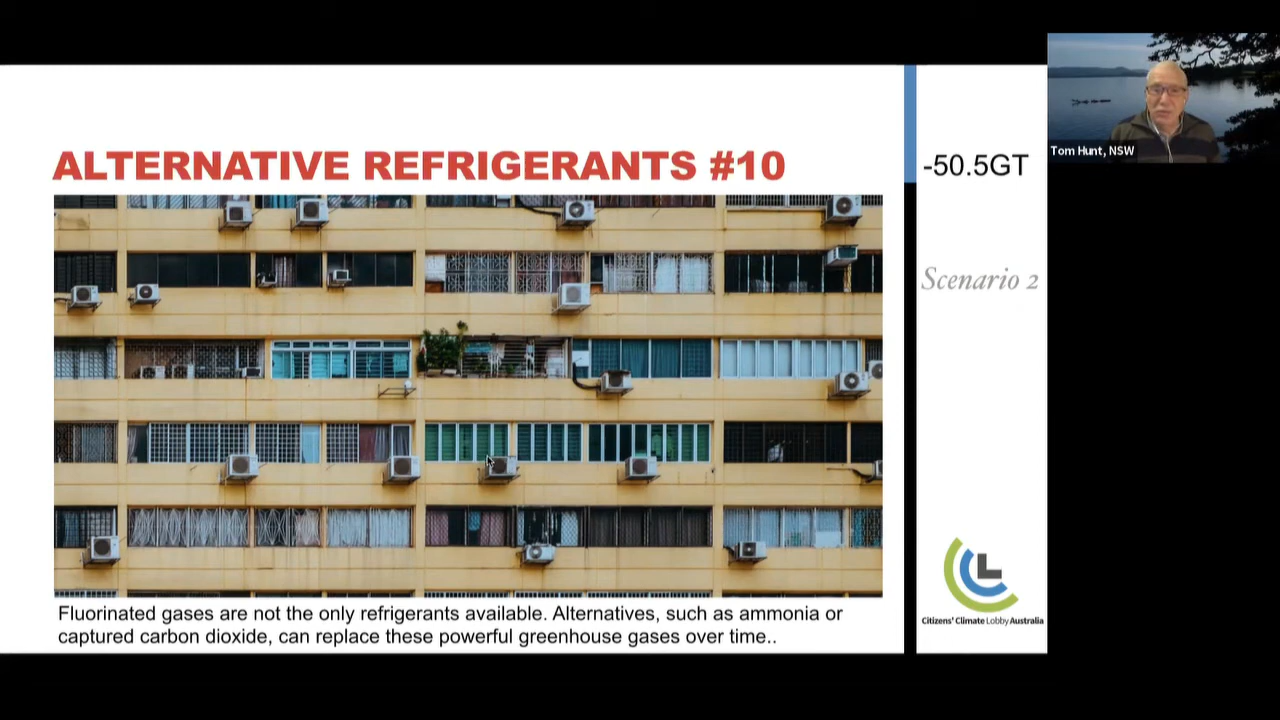 ALTERNATIVE REFRIGERANTS #10
-50.5GT
Tom Hunt, NSW
Scenario 2
CL
Citizens' Climate Lobby Australia
Fluorinated gases are not the only refrigerants available. Alternatives, such as ammonia or
captured carbon dioxide, can replace these powerful greenhouse gases over time..